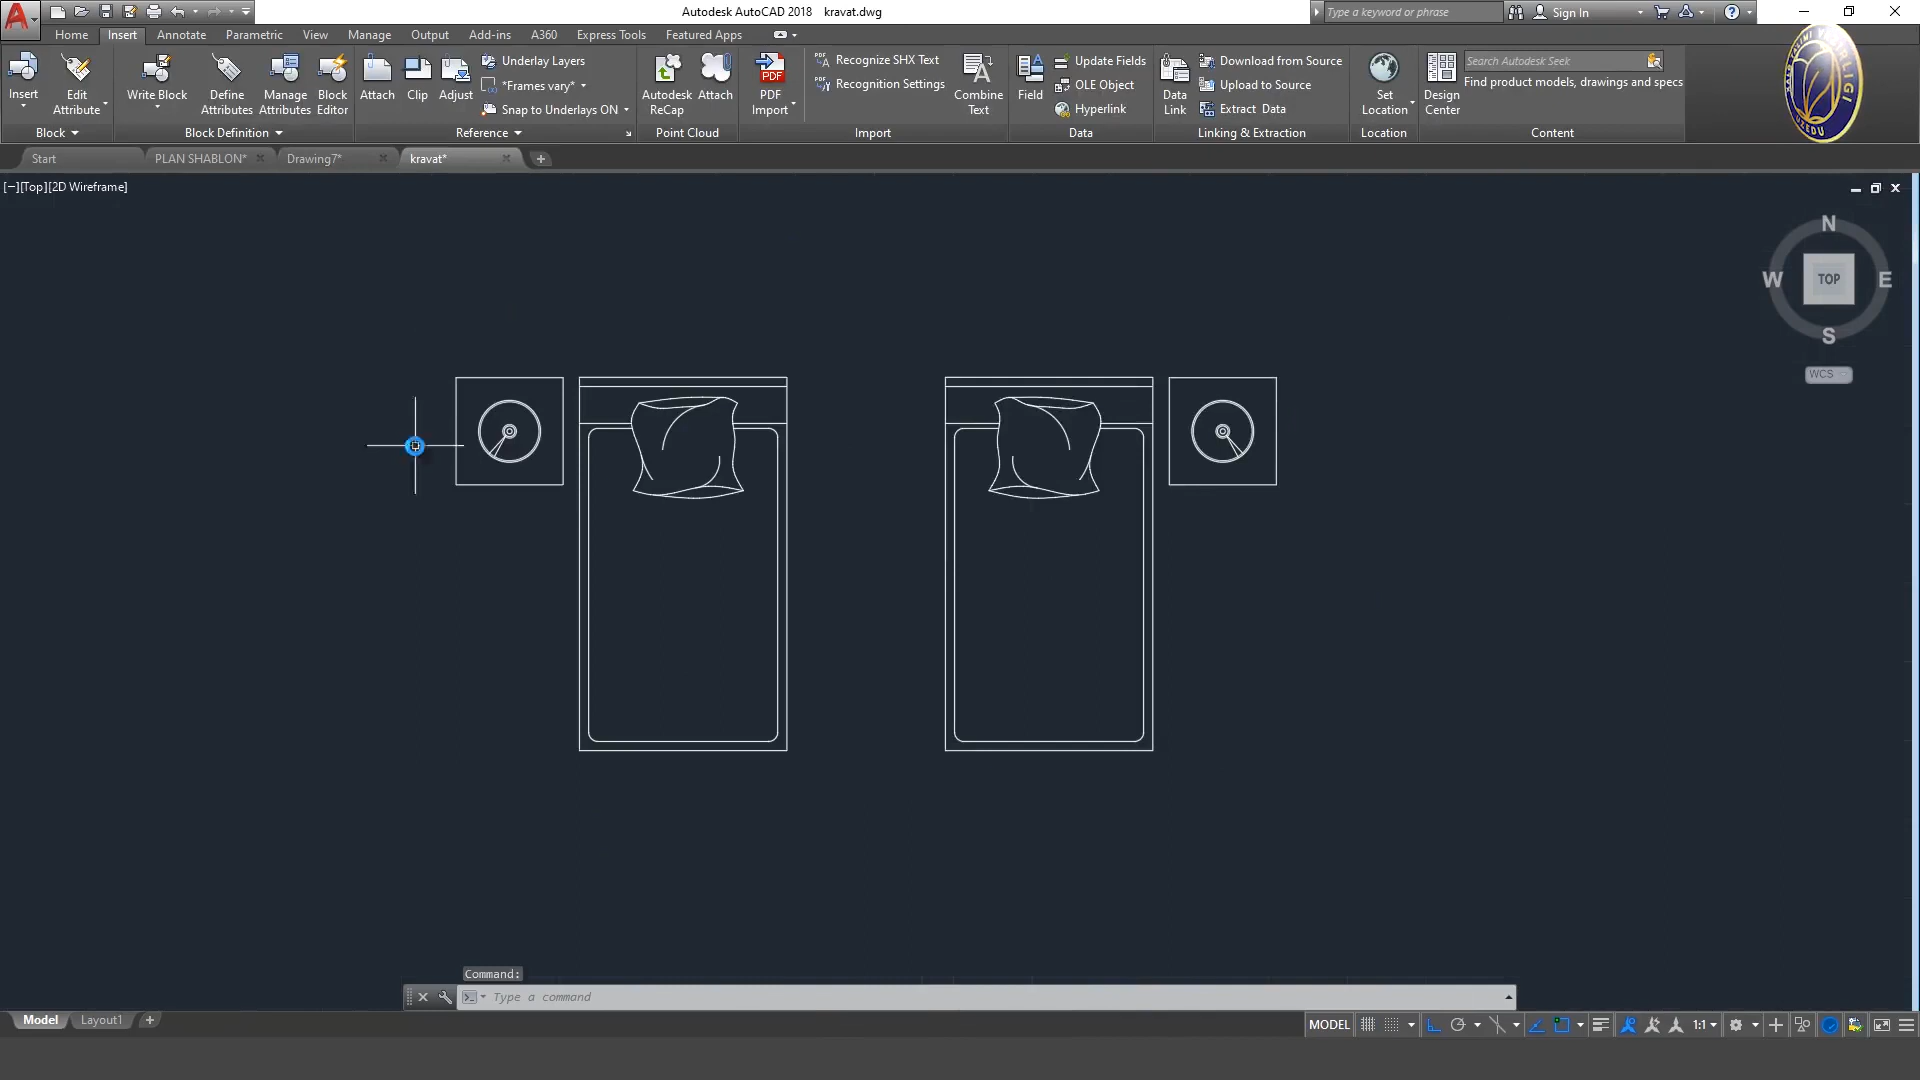 Autodesk AutoCAD 2018 kravat.dwg
Type a keyword or phrase
Sign In
Home Insert Annotate Parametric View Manage Output Add-ins A360 Express Tools Featured Apps
Insert
Edit
Attribute
Write Block
Define
Attributes
Manage
Attributes
Block
Editor
Attach
Clip
Adjust
Underlay Layers
*Frames vary*
Snap to Underlays ON
Autodesk
ReCap
Attach
PDF
PDF
Import
PDF
Recognize SHX Text
PDF
Recognition Settings
Combine
Text
Field
Update Fields
OLE Object
Hyperlink
Data
Link
Download from Source
Upload to Source
Extract Data
Set
Location
Design
Center
Search Autodesk Seek
Find product models, drawings and specs
Block Block Definition Reference Point Cloud Import Data Linking & Extraction Location Content
UZEDU
Start PLAN SHABLON* Drawing7* kravat*
[−][Top][2D Wireframe]
N
W TOP E
S
WCS
Command:
Type a command
Model Layout1
MODEL 1:1